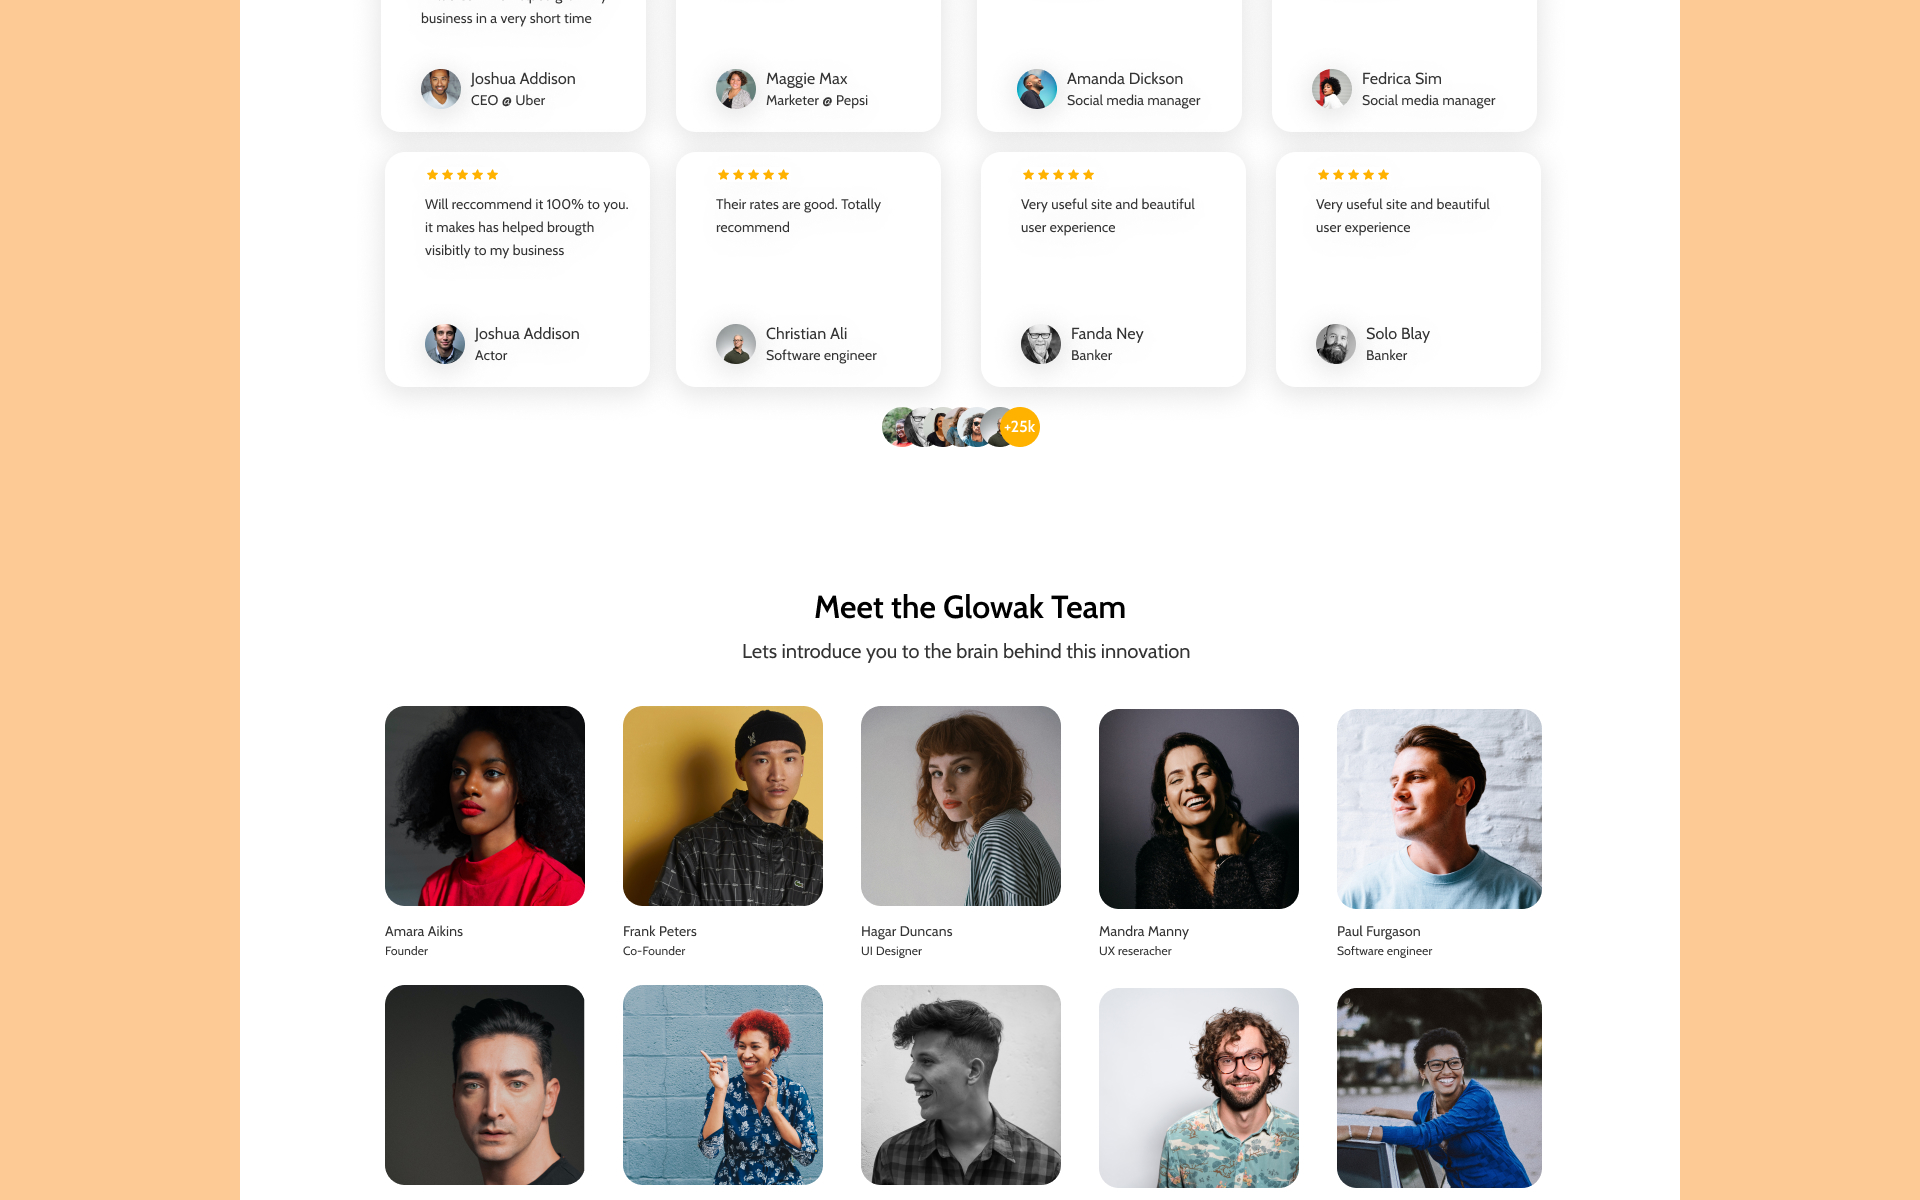 business in a very short time
Joshua Addison
CEO @ Uber
Maggie Max
Marketer @ Pepsi
Amanda Dickson
Social media manager
Fedrica Sim
Social media manager
Will reccommend it 100% to you.
it makes has helped brougth
visibitly to my business
Joshua Addison
Actor
Their rates are good. Totally
recommend
Christian Ali
Software engineer
Very useful site and beautiful
user experience
Fanda Ney
Banker
Very useful site and beautiful
user experience
Solo Blay
Banker
+25k
Meet the Glowak Team
Lets introduce you to the brain behind this innovation
Amara Aikins
Founder
Frank Peters
Co-Founder
Hagar Duncans
UI Designer
Mandra Manny
UX reseracher
Paul Furgason
Software engineer